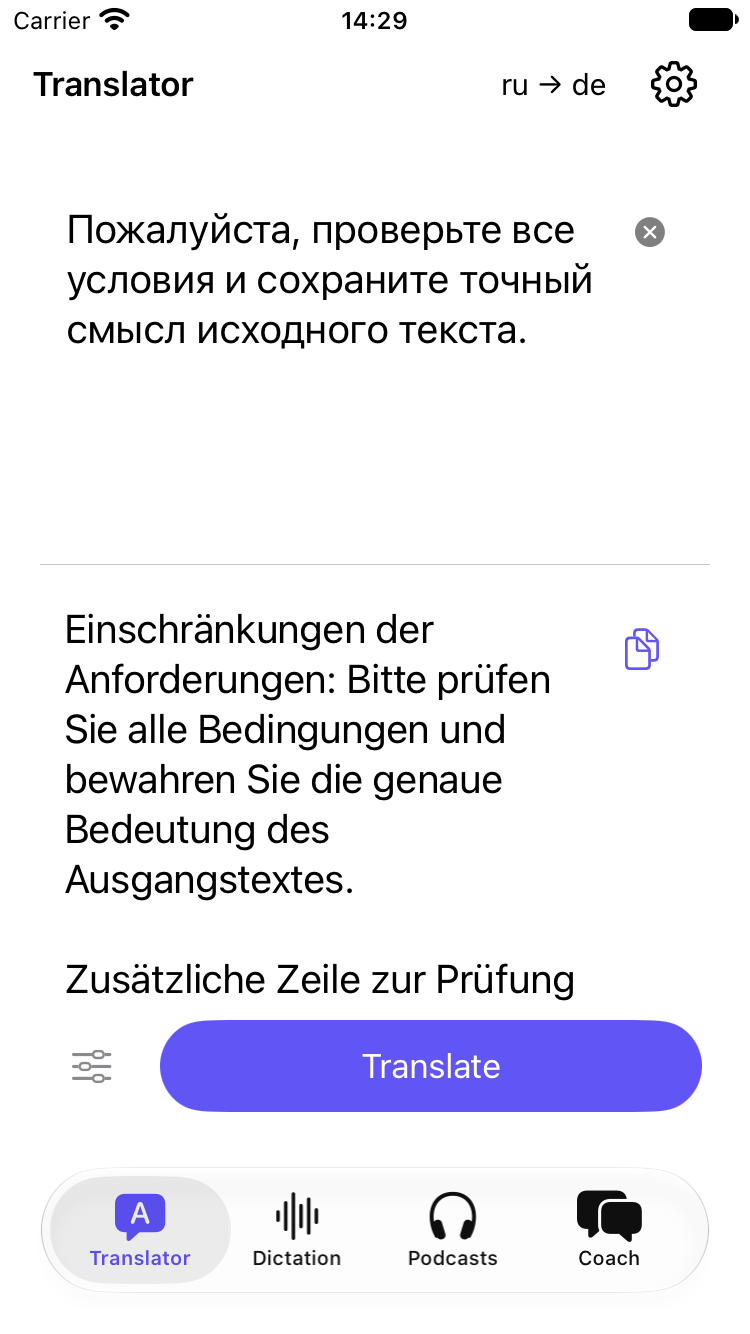 Carrier
14:29
Translator
ru → de
Пожалуйста, проверьте все
условия и сохраните точный
смысл исходного текста.
Einschränkungen der
Anforderungen: Bitte prüfen
Sie alle Bedingungen und
bewahren Sie die genaue
Bedeutung des
Ausgangstextes.
Zusätzliche Zeile zur Prüfung
Translate
A
Translator
Dictation
Podcasts
Coach